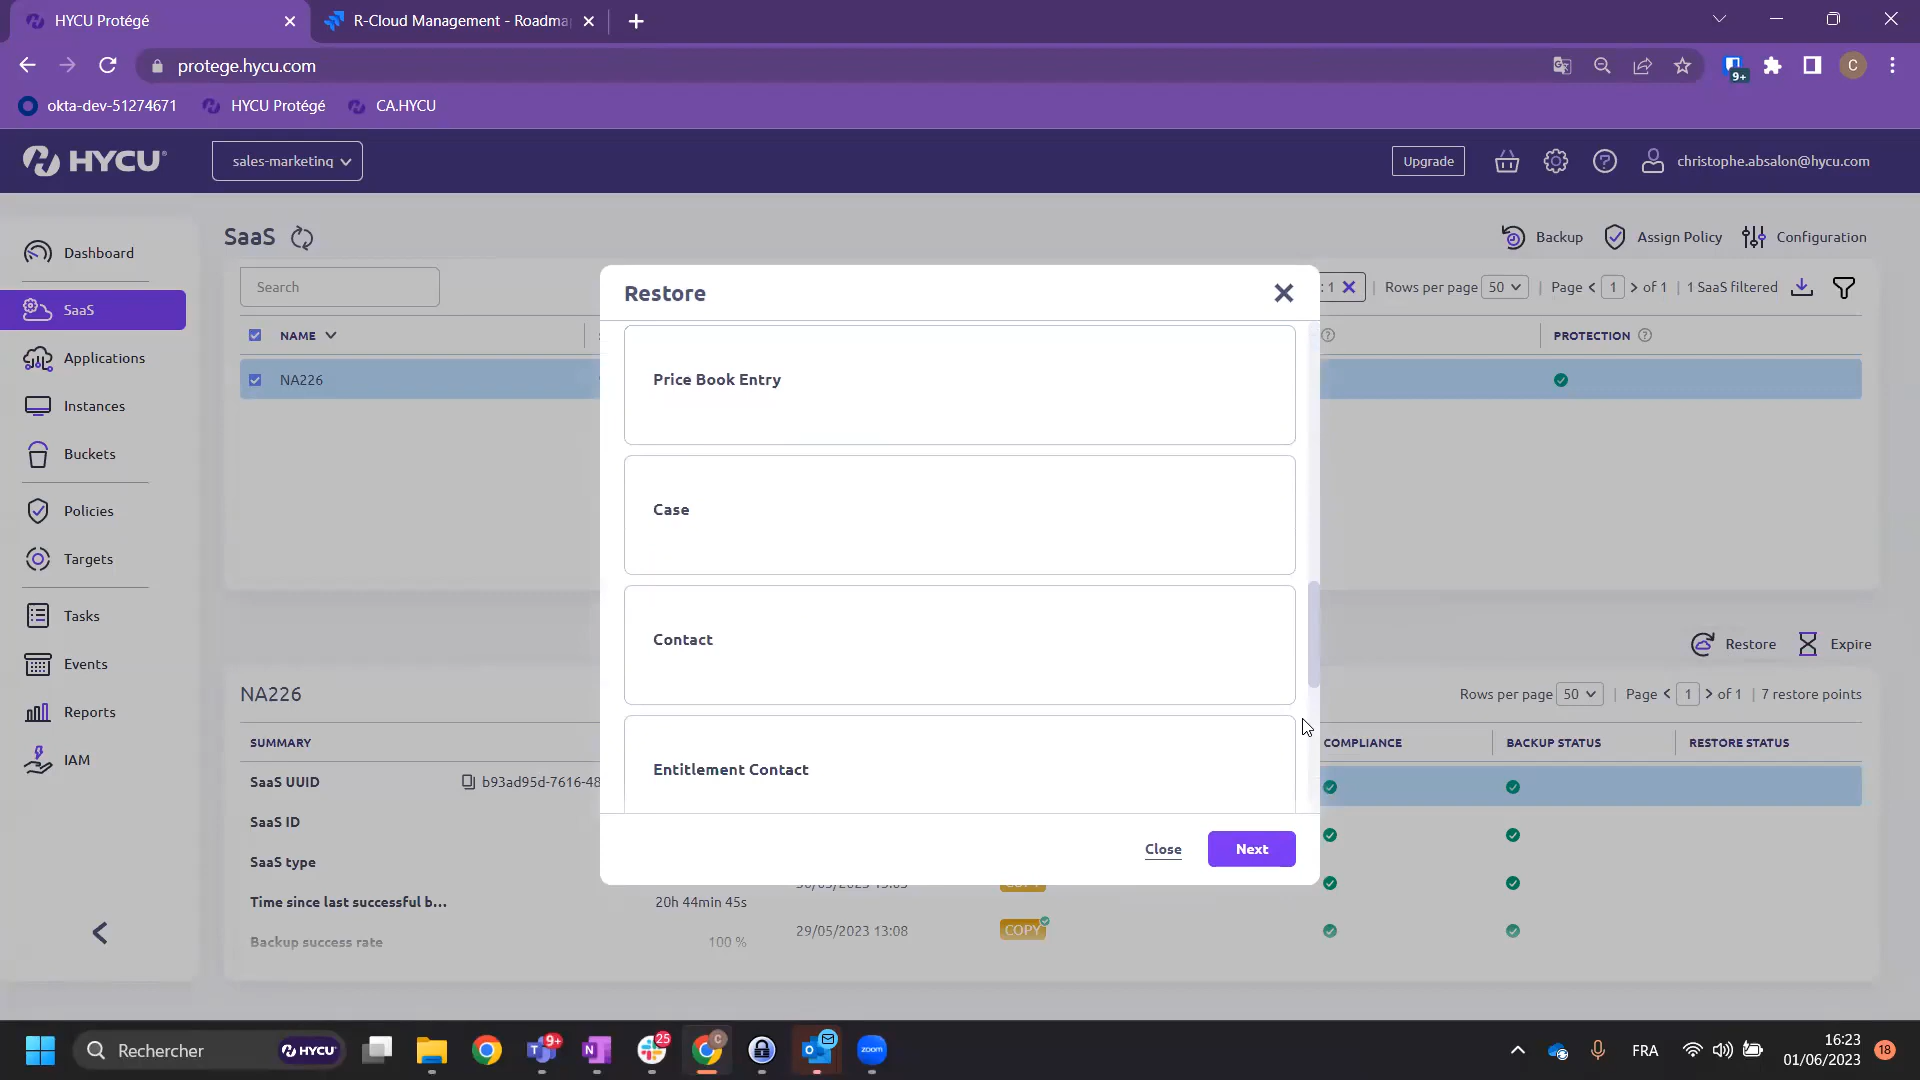 HYCU Protégé
R-Cloud Management - Roadma
protege.hycu.com
9+
C
okta-dev-51274671
HYCU Protégé
CA.HYCU
HYCU
sales-marketing
Upgrade
christophe.absalon@hycu.com
Dashboard
SaaS
Applications
Instances
Buckets
Policies
Targets
Tasks
Events
Reports
IAM
SaaS
Backup
Assign Policy
Configuration
Search
: 1
Rows per page 50
Page 1 of 1
1 SaaS filtered
NAME
PROTECTION
NA226
Restore
Price Book Entry
Case
Contact
Entitlement Contact
Close
Next
Restore
Expire
NA226
Rows per page 50
Page 1 of 1
7 restore points
SUMMARY
COMPLIANCE
BACKUP STATUS
RESTORE STATUS
SaaS UUID
b93ad95d-7616-48
SaaS ID
SaaS type
Time since last successful b...
20h 44min 45s
Backup success rate
100 %
29/05/2023 13:08
COPY
Rechercher
HYCU
9+
25
C
zoom
FRA
16:23
01/06/2023
18